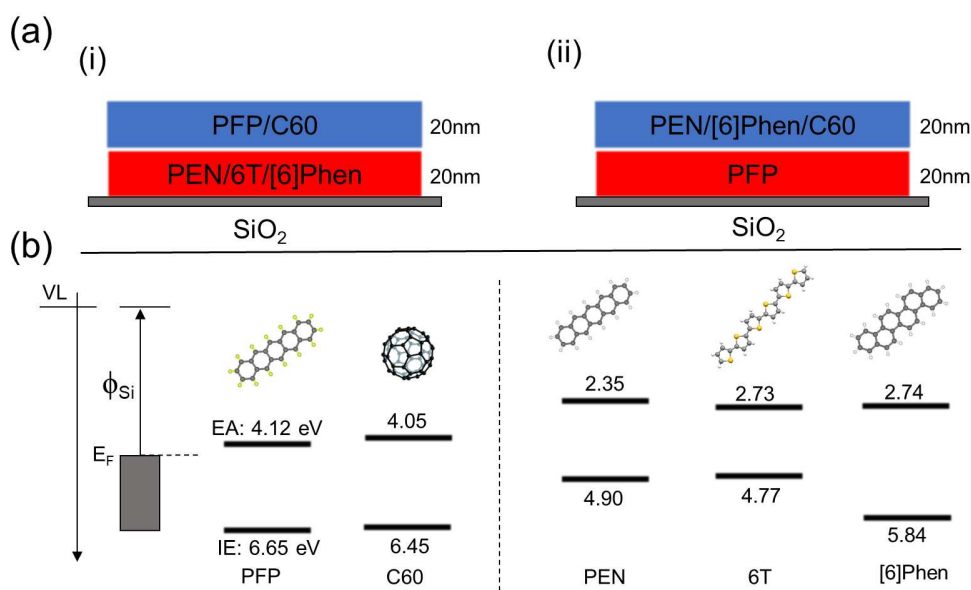 (a)
(i)
PFP/C60
20nm
PEN/6T/[6]Phen
20nm
SiO₂
(ii)
PEN/[6]Phen/C60
20nm
PFP
20nm
SiO₂
(b)
VL
ϕSi
EF
EA: 4.12 eV
IE: 6.65 eV
PFP
4.05
6.45
C60
2.35
4.90
PEN
2.73
4.77
6T
2.74
5.84
[6]Phen